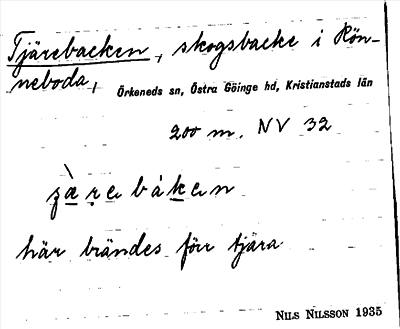 Tjärebacken, skogsbacke i Rön-
neboda,
Örkeneds sn, Östra Göinge hd, Kristianstads län
200 m. NV 32
här brändes förr tjära
NILS NILSSON 1935